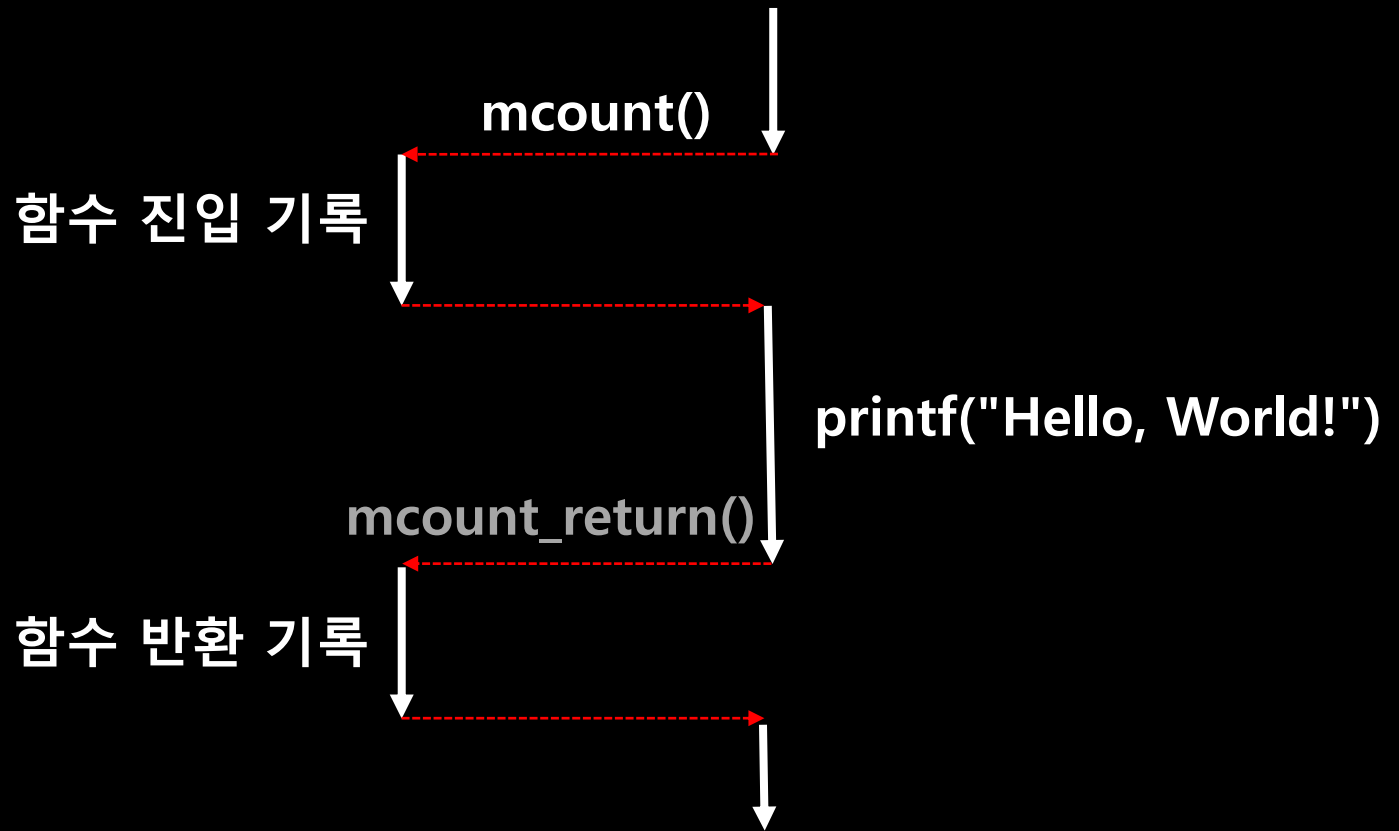 mcount()
함수 진입 기록
printf("Hello, World!")
mcount_return()
함수 반환 기록